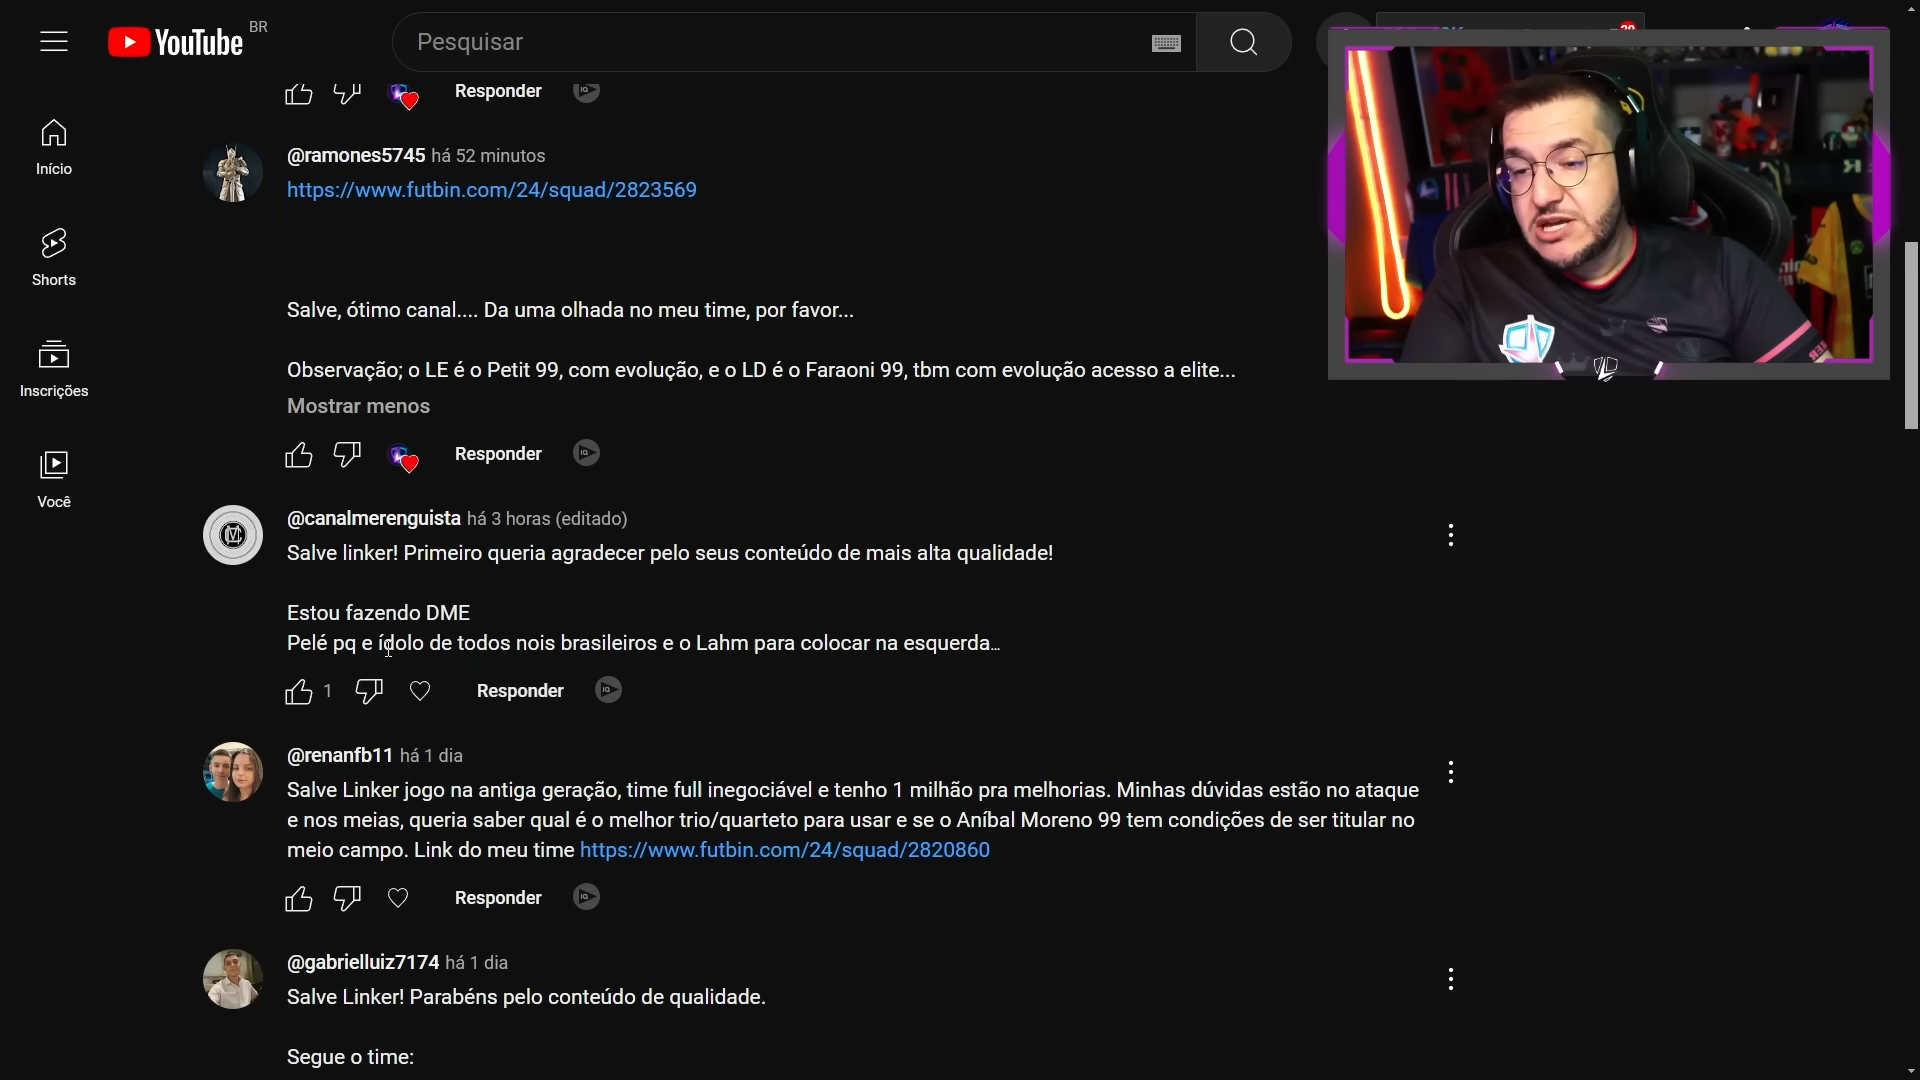 YouTube BR
Pesquisar
Início
Shorts
Inscrições
Você
Responder
@ramones5745 há 52 minutos
https://www.futbin.com/24/squad/2823569
Salve, ótimo canal.... Da uma olhada no meu time, por favor...
Observação; o LE é o Petit 99, com evolução, e o LD é o Faraoni 99, tbm com evolução acesso a elite...
Mostrar menos
Responder
@canalmerenguista há 3 horas (editado)
Salve linker! Primeiro queria agradecer pelo seus conteúdo de mais alta qualidade!
Estou fazendo DME
Pelé pq e ídolo de todos nois brasileiros e o Lahm para colocar na esquerda...
1 Responder
@renanfb11 há 1 dia
Salve Linker jogo na antiga geração, time full inegociável e tenho 1 milhão pra melhorias. Minhas dúvidas estão no ataque
e nos meias, queria saber qual é o melhor trio/quarteto para usar e se o Aníbal Moreno 99 tem condições de ser titular no
meio campo. Link do meu time https://www.futbin.com/24/squad/2820860
Responder
@gabrielluiz7174 há 1 dia
Salve Linker! Parabéns pelo conteúdo de qualidade.
Segue o time: